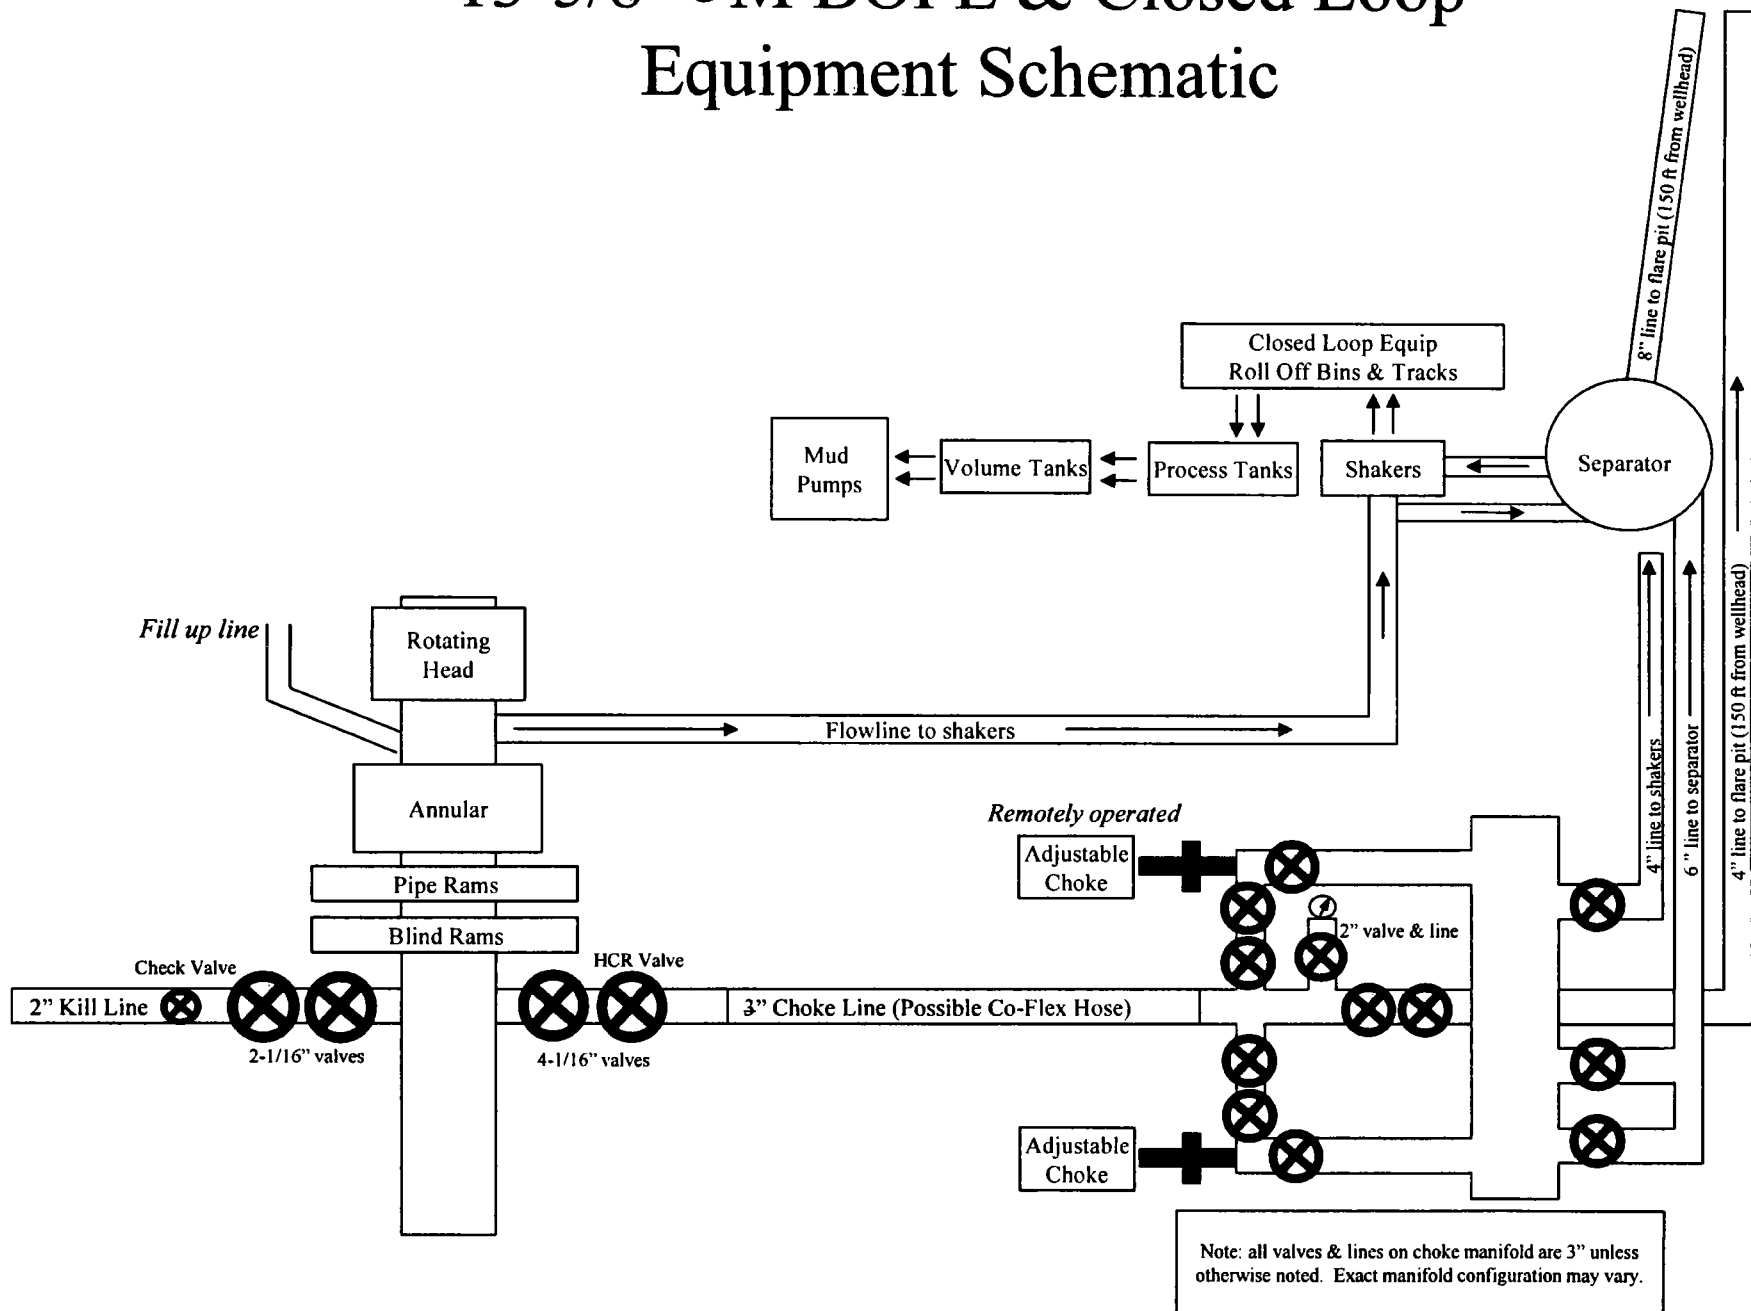 Equipment Schematic
8” line to flare pit (150 ft from wellhead)
Closed Loop Equip
Roll Off Bins & Tracks
Mud
Pumps
Volume Tanks
Process Tanks
Shakers
Separator
Fill up line
Rotating
Head
Flowline to shakers
Annular
Pipe Rams
Blind Rams
Remotely operated
Adjustable
Choke
2” valve & line
4” line to shakers
6 ” line to separator
4” line to flare pit (150 ft from wellhead)
Check Valve
HCR Valve
2” Kill Line
3” Choke Line (Possible Co-Flex Hose)
2-1/16” valves
4-1/16” valves
Adjustable
Choke
Note: all valves & lines on choke manifold are 3” unless
otherwise noted. Exact manifold configuration may vary.